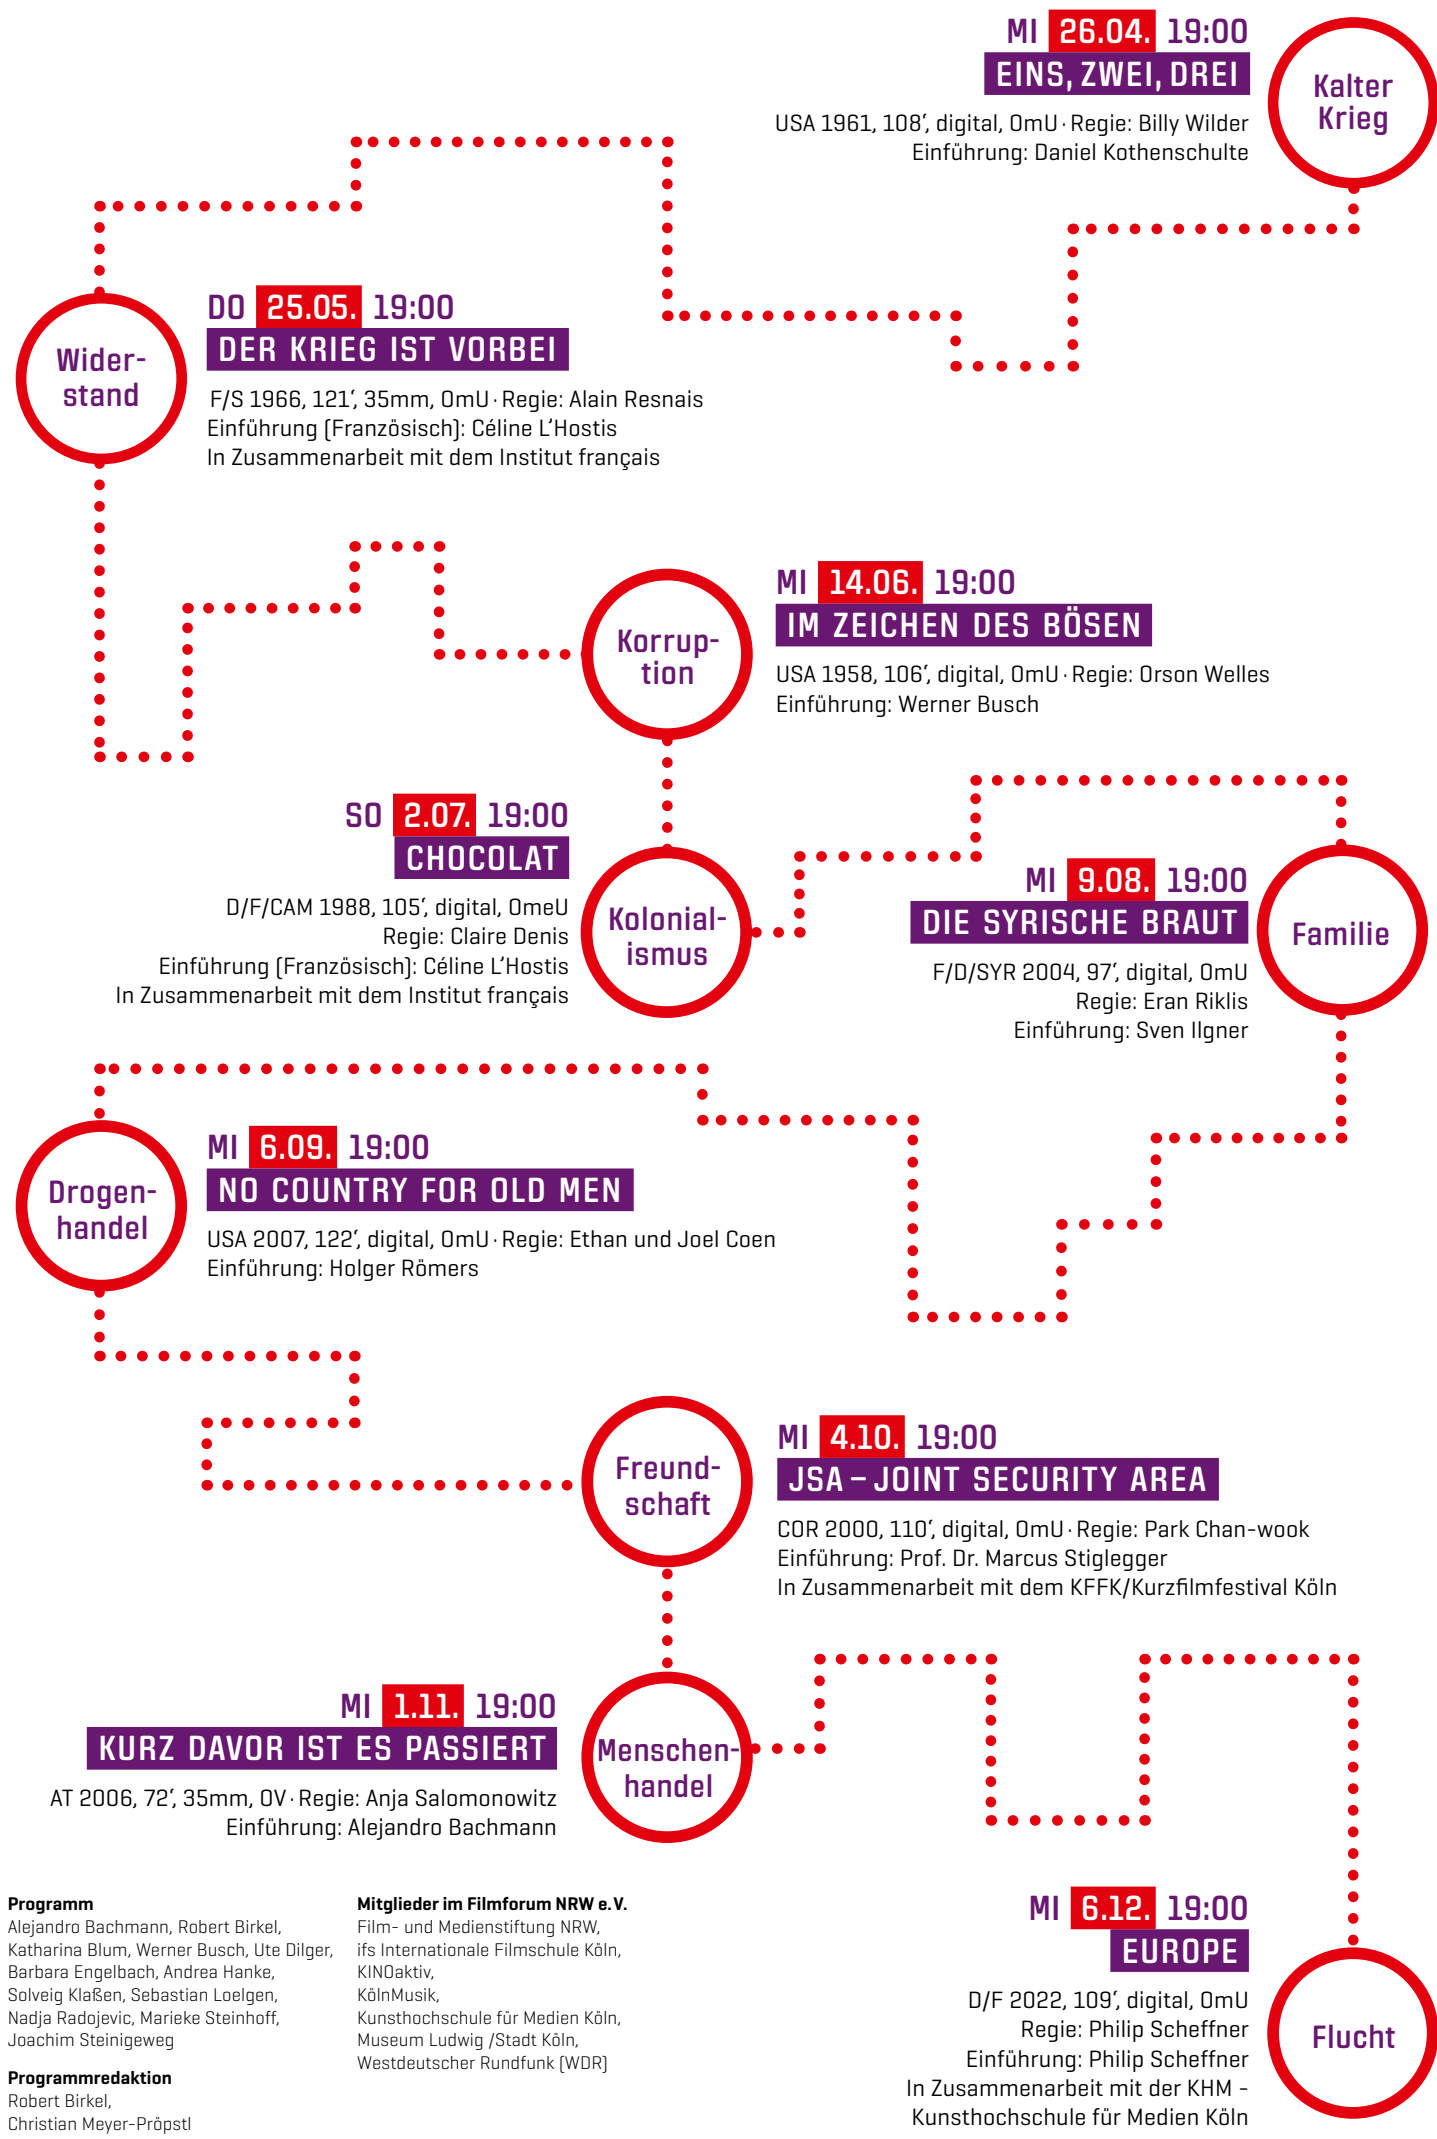 MI 26.04. 19:00
EINS, ZWEI, DREI
USA 1961, 108‘, digital, OmU · Regie: Billy Wilder
Einführung: Daniel Kothenschulte
Kalter
Krieg
DO 25.05. 19:00
DER KRIEG IST VORBEI
F/S 1966, 121‘, 35mm, OmU · Regie: Alain Resnais
Einführung (Französisch): Céline L’Hostis
In Zusammenarbeit mit dem Institut français
Wider-
stand
MI 14.06. 19:00
IM ZEICHEN DES BÖSEN
USA 1958, 106‘, digital, OmU · Regie: Orson Welles
Einführung: Werner Busch
Korrup-
tion
SO 2.07. 19:00
CHOCOLAT
D/F/CAM 1988, 105‘, digital, OmeU
Regie: Claire Denis
Einführung (Französisch): Céline L’Hostis
In Zusammenarbeit mit dem Institut français
Kolonial-
ismus
MI 9.08. 19:00
DIE SYRISCHE BRAUT
F/D/SYR 2004, 97‘, digital, OmU
Regie: Eran Riklis
Einführung: Sven Ilgner
Familie
MI 6.09. 19:00
NO COUNTRY FOR OLD MEN
USA 2007, 122‘, digital, OmU · Regie: Ethan und Joel Coen
Einführung: Holger Römers
Drogen-
handel
MI 4.10. 19:00
JSA – JOINT SECURITY AREA
COR 2000, 110‘, digital, OmU · Regie: Park Chan-wook
Einführung: Prof. Dr. Marcus Stiglegger
In Zusammenarbeit mit dem KFFK/Kurzfilmfestival Köln
Freund-
schaft
MI 1.11. 19:00
KURZ DAVOR IST ES PASSIERT
AT 2006, 72‘, 35mm, OV · Regie: Anja Salomonowitz
Einführung: Alejandro Bachmann
Menschen-
handel
MI 6.12. 19:00
EUROPE
D/F 2022, 109‘, digital, OmU
Regie: Philip Scheffner
Einführung: Philip Scheffner
In Zusammenarbeit mit der KHM -
Kunsthochschule für Medien Köln
Flucht
Programm
Alejandro Bachmann, Robert Birkel,
Katharina Blum, Werner Busch, Ute Dilger,
Barbara Engelbach, Andrea Hanke,
Solveig Klaßen, Sebastian Loelgen,
Nadja Radojevic, Marieke Steinhoff,
Joachim Steinigeweg
Programmredaktion
Robert Birkel,
Christian Meyer-Pröpstl
Mitglieder im Filmforum NRW e. V.
Film- und Medienstiftung NRW,
ifs Internationale Filmschule Köln,
KINOaktiv,
KölnMusik,
Kunsthochschule für Medien Köln,
Museum Ludwig /Stadt Köln,
Westdeutscher Rundfunk (WDR)